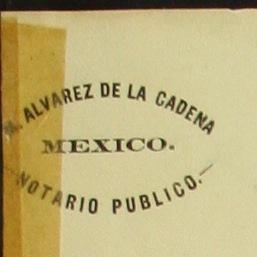 M. ALVAREZ DE LA CADENA
MEXICO.
NOTARIO PUBLICO.